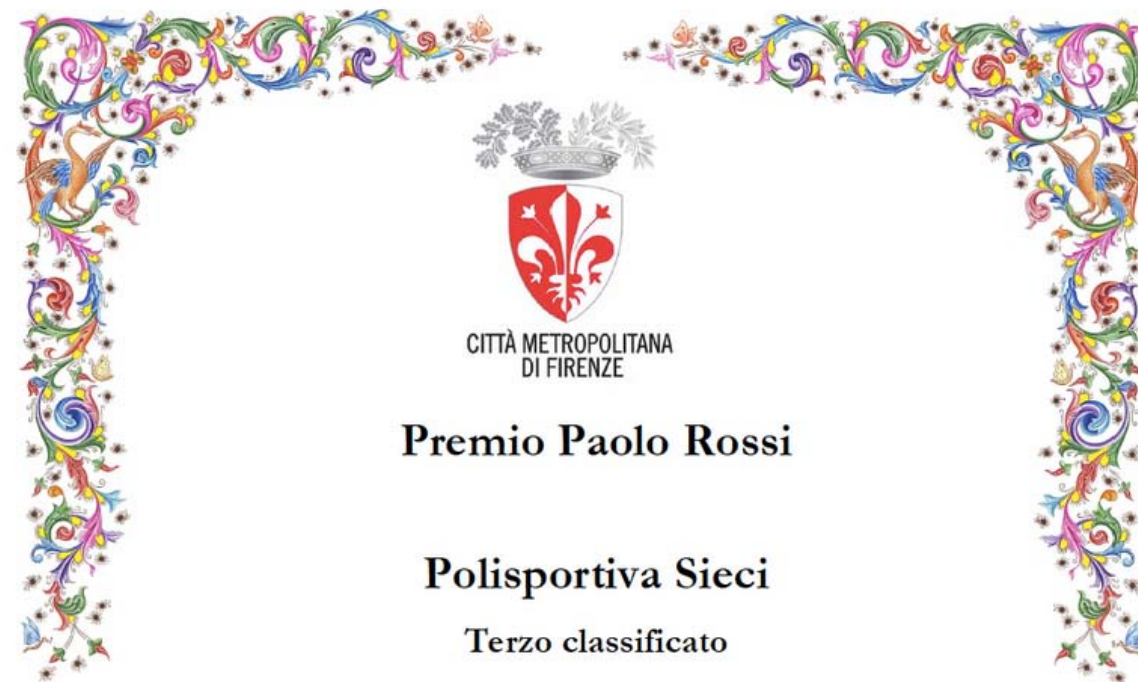 CITTÀ METROPOLITANA
DI FIRENZE
Premio Paolo Rossi
Polisportiva Sieci
Terzo classificato